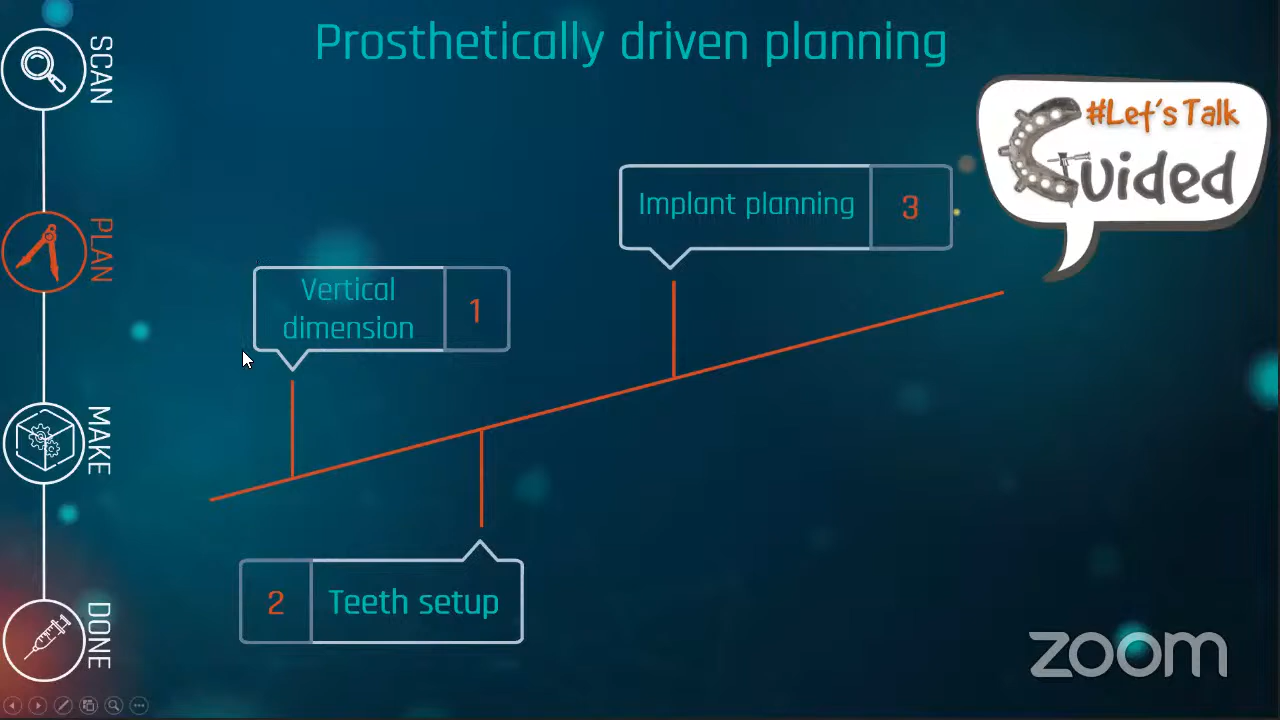 Prosthetically driven planning
SCAN
PLAN
MAKE
DONE
#Let's Talk
Guided
Implant planning
3
Vertical
dimension
1
2
Teeth setup
zoom